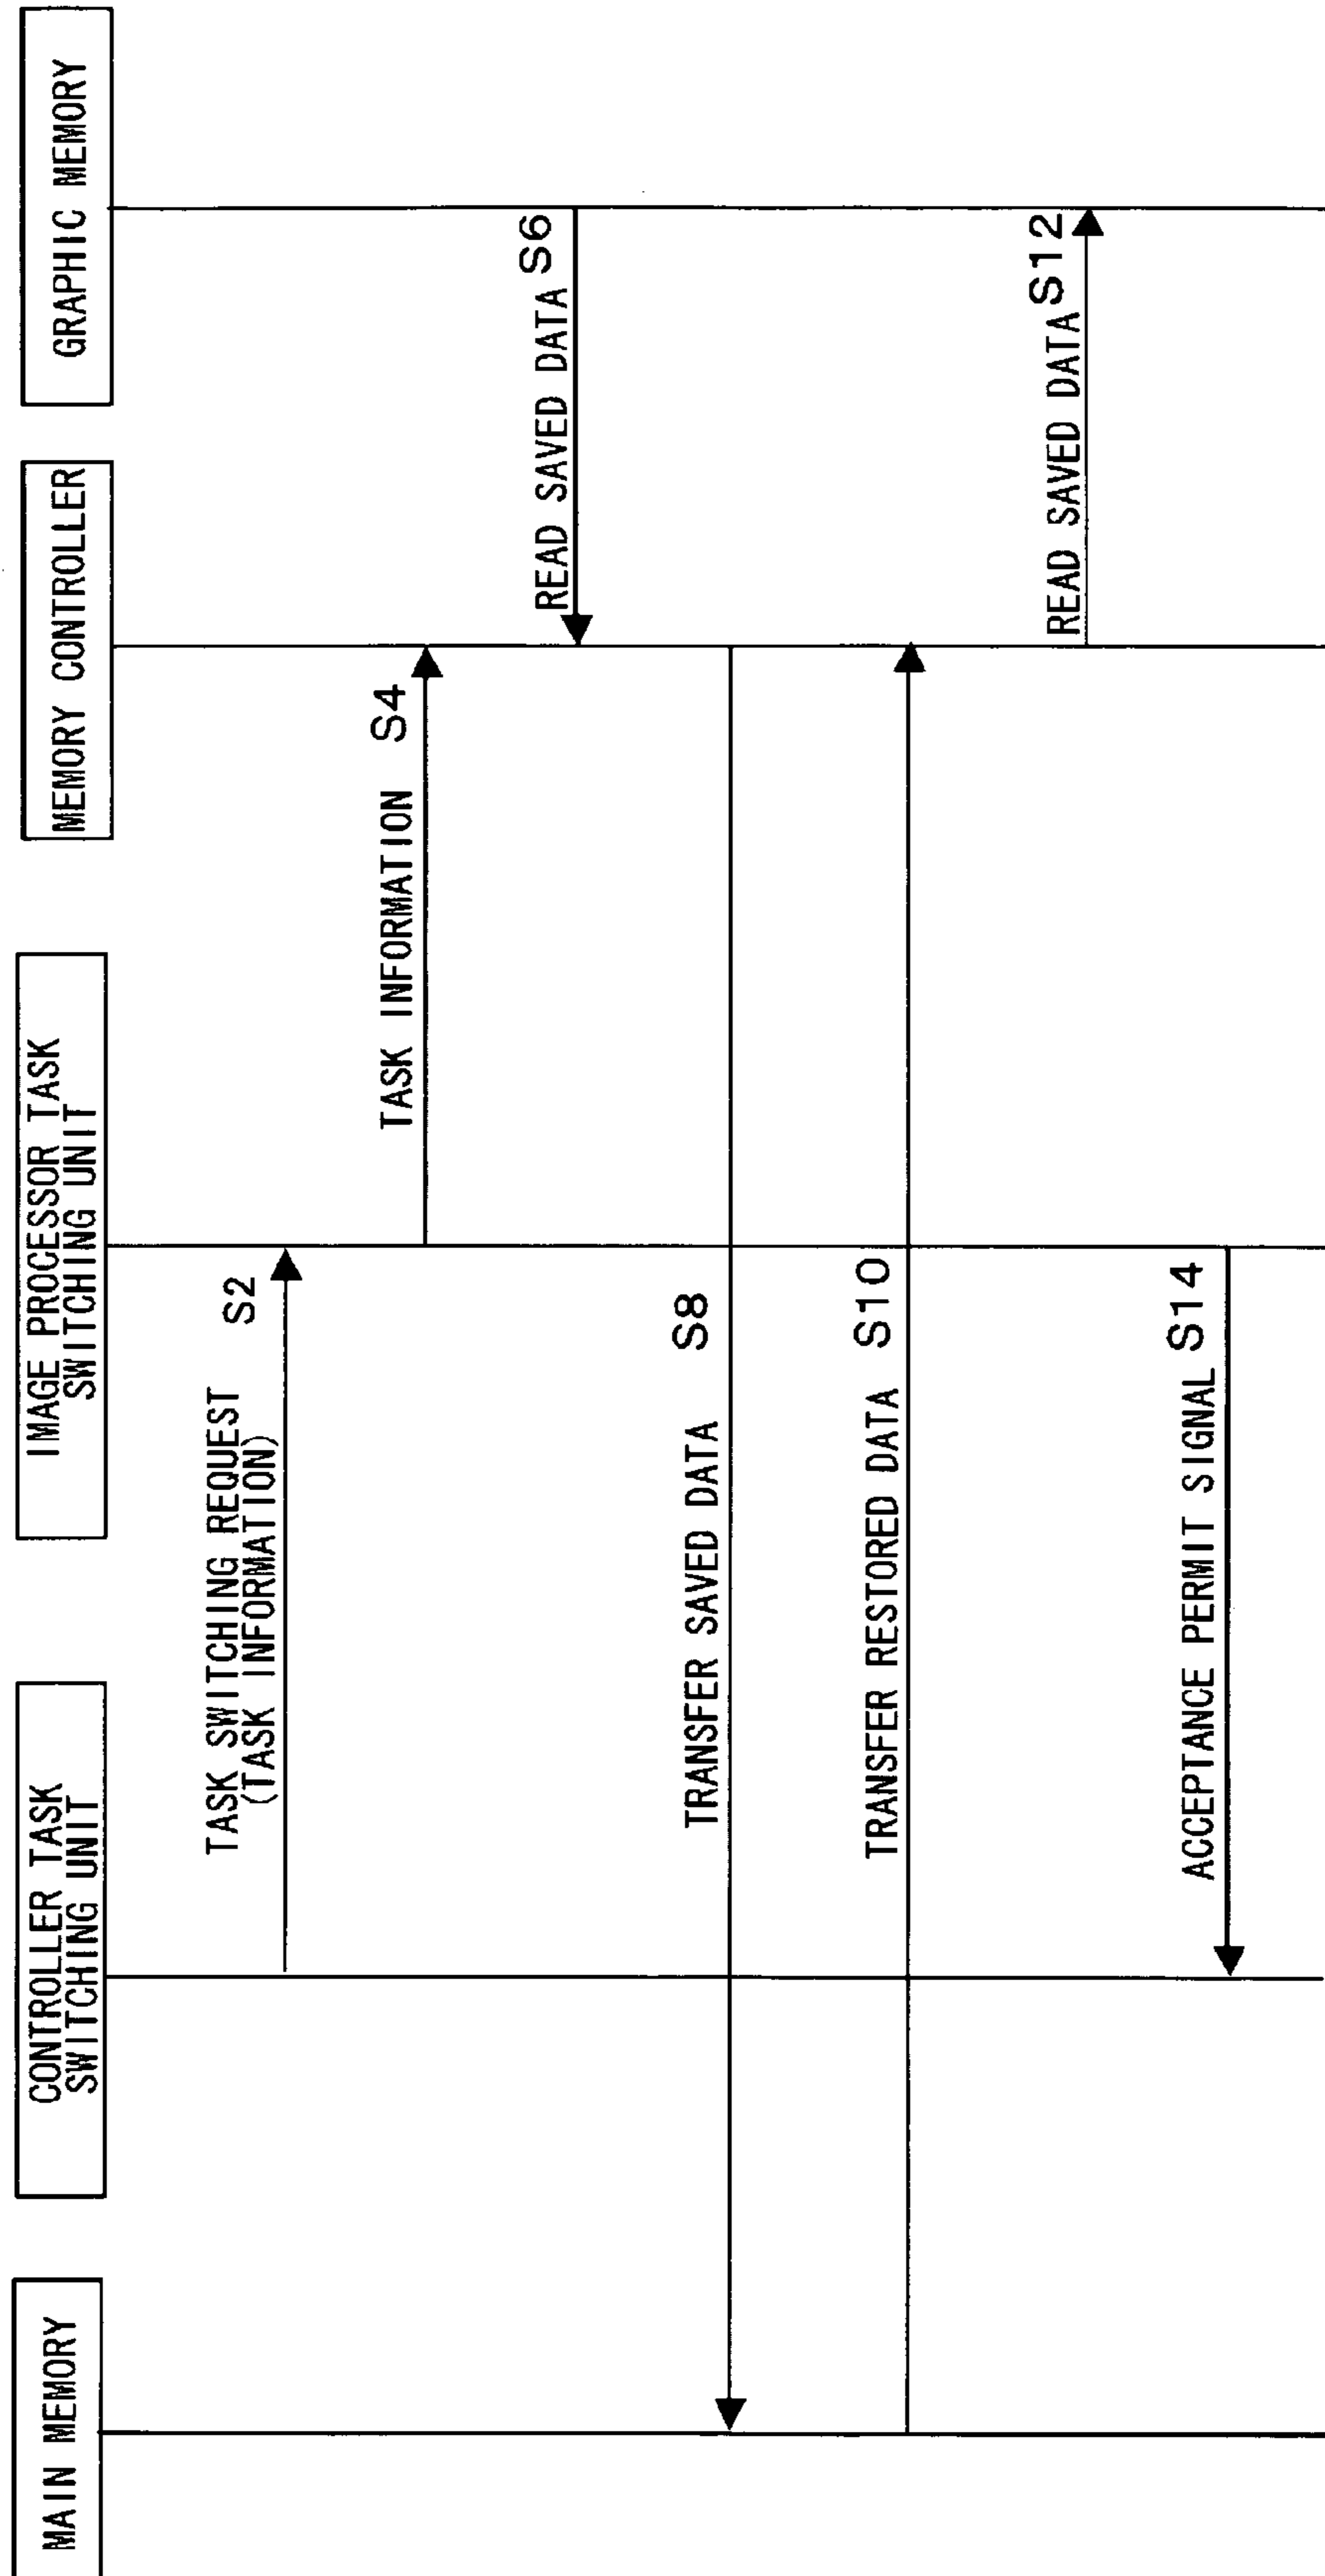 MAIN MEMORY
CONTROLLER TASK
SWITCHING UNIT
IMAGE PROCESSOR TASK
SWITCHING UNIT
MEMORY CONTROLLER
GRAPHIC MEMORY
TASK SWITCHING REQUEST
(TASK INFORMATION)
S2
TASK INFORMATION S4
READ SAVED DATA S6
TRANSFER SAVED DATA S8
TRANSFER RESTORED DATA S10
READ SAVED DATA S12
ACCEPTANCE PERMIT SIGNAL S14